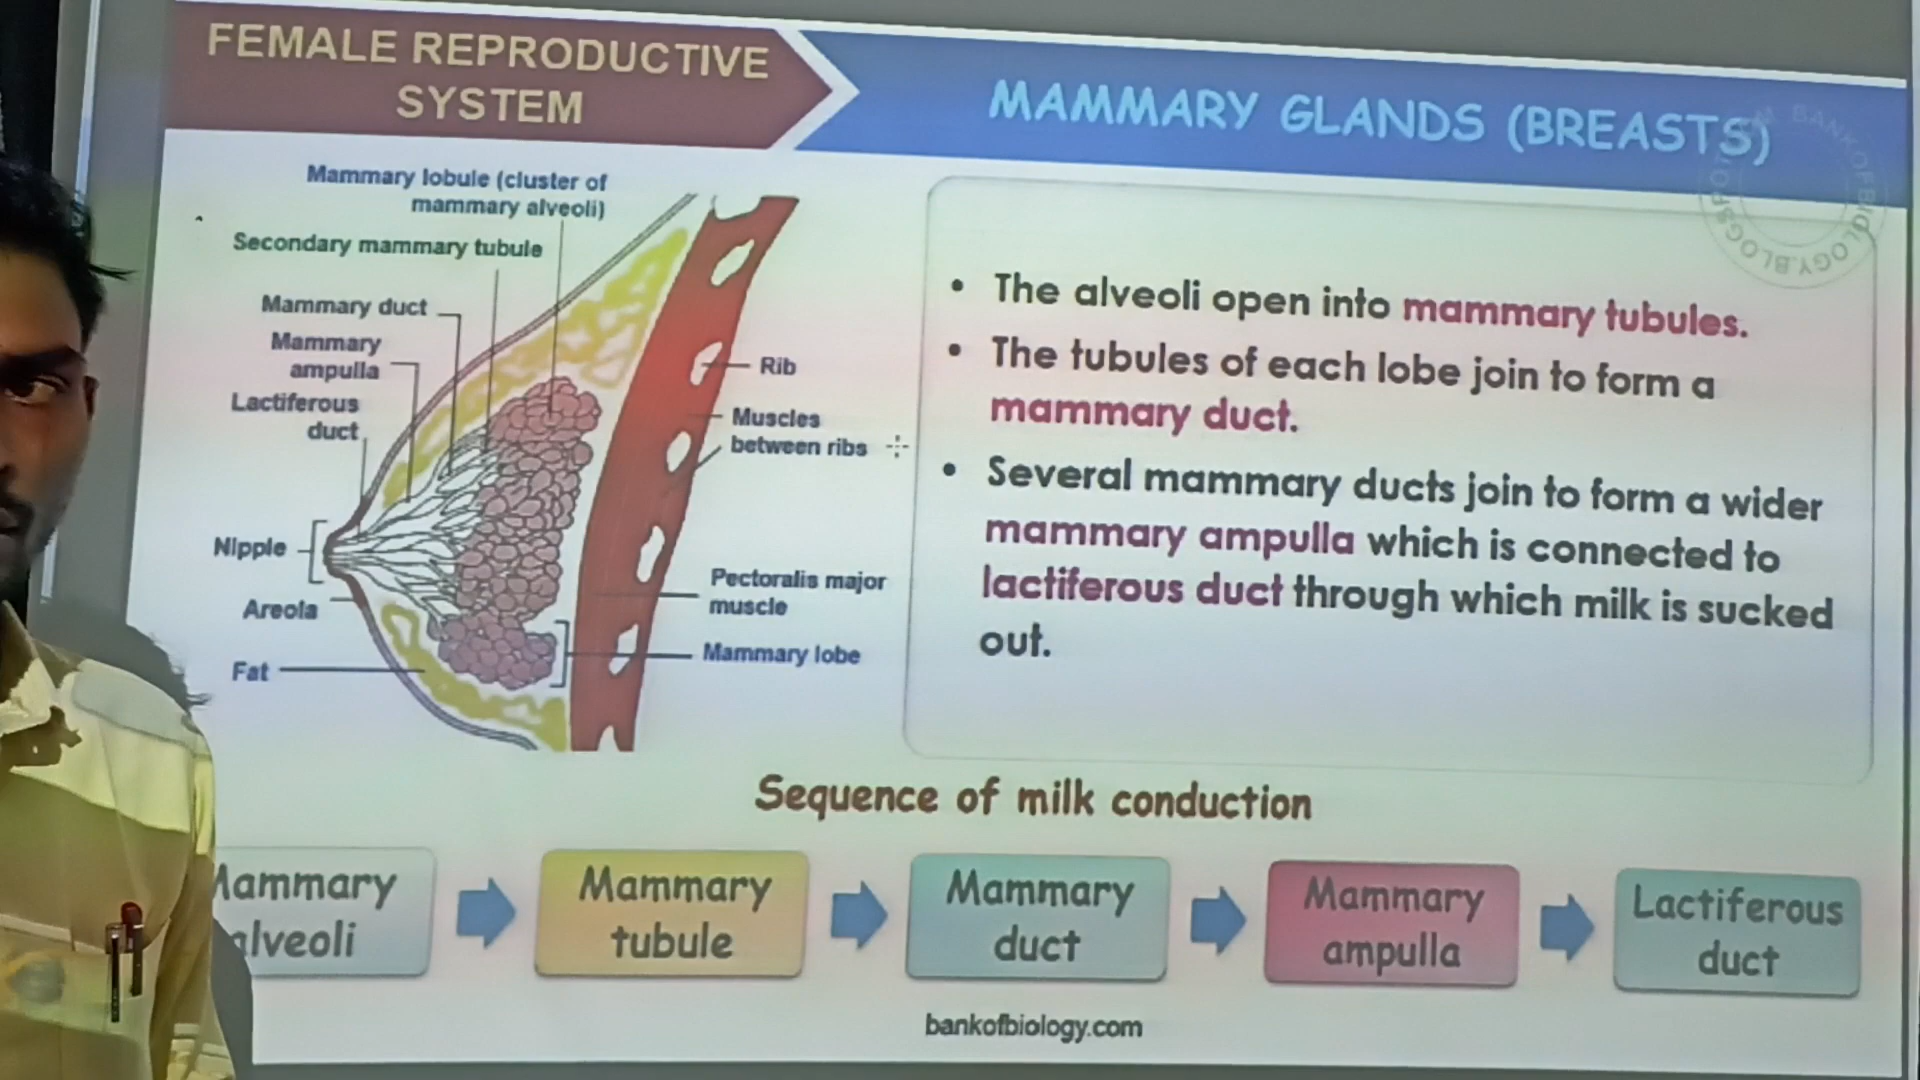 FEMALE REPRODUCTIVE
SYSTEM
MAMMARY GLANDS (BREASTS)
Mammary lobule (cluster of
mammary alveoli)
Secondary mammary tubule
Mammary duct
Mammary
ampulla
Lactiferous
duct
Nipple
Areola
Fat
Rib
Muscles
between ribs
Pectoralis major
muscle
Mammary lobe
• The alveoli open into mammary tubules.
• The tubules of each lobe join to form a
mammary duct.
• Several mammary ducts join to form a wider
mammary ampulla which is connected to
lactiferous duct through which milk is sucked
out.
Sequence of milk conduction
Mammary
alveoli
Mammary
tubule
Mammary
duct
Mammary
ampulla
Lactiferous
duct
bankofbiology.com